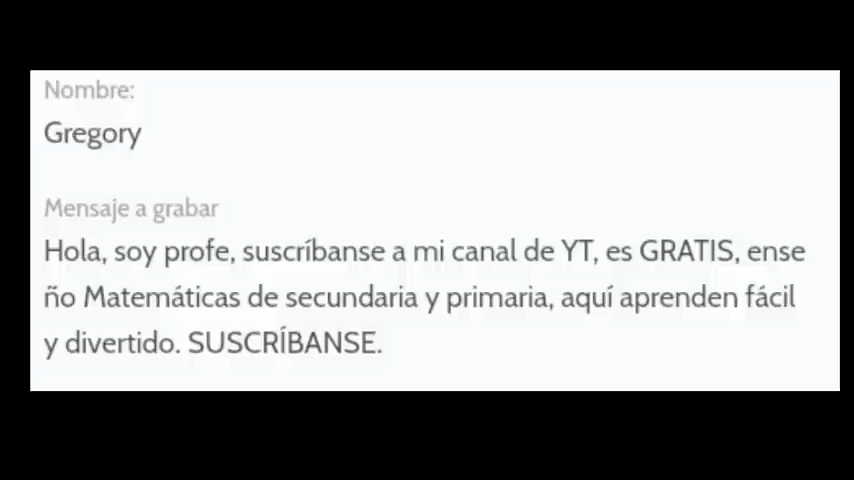 Nombre:
Gregory
Mensaje a grabar
Hola, soy profe, suscríbanse a mi canal de YT, es GRATIS, ense
ño Matemáticas de secundaria y primaria, aquí aprenden fácil
y divertido. SUSCRÍBANSE.